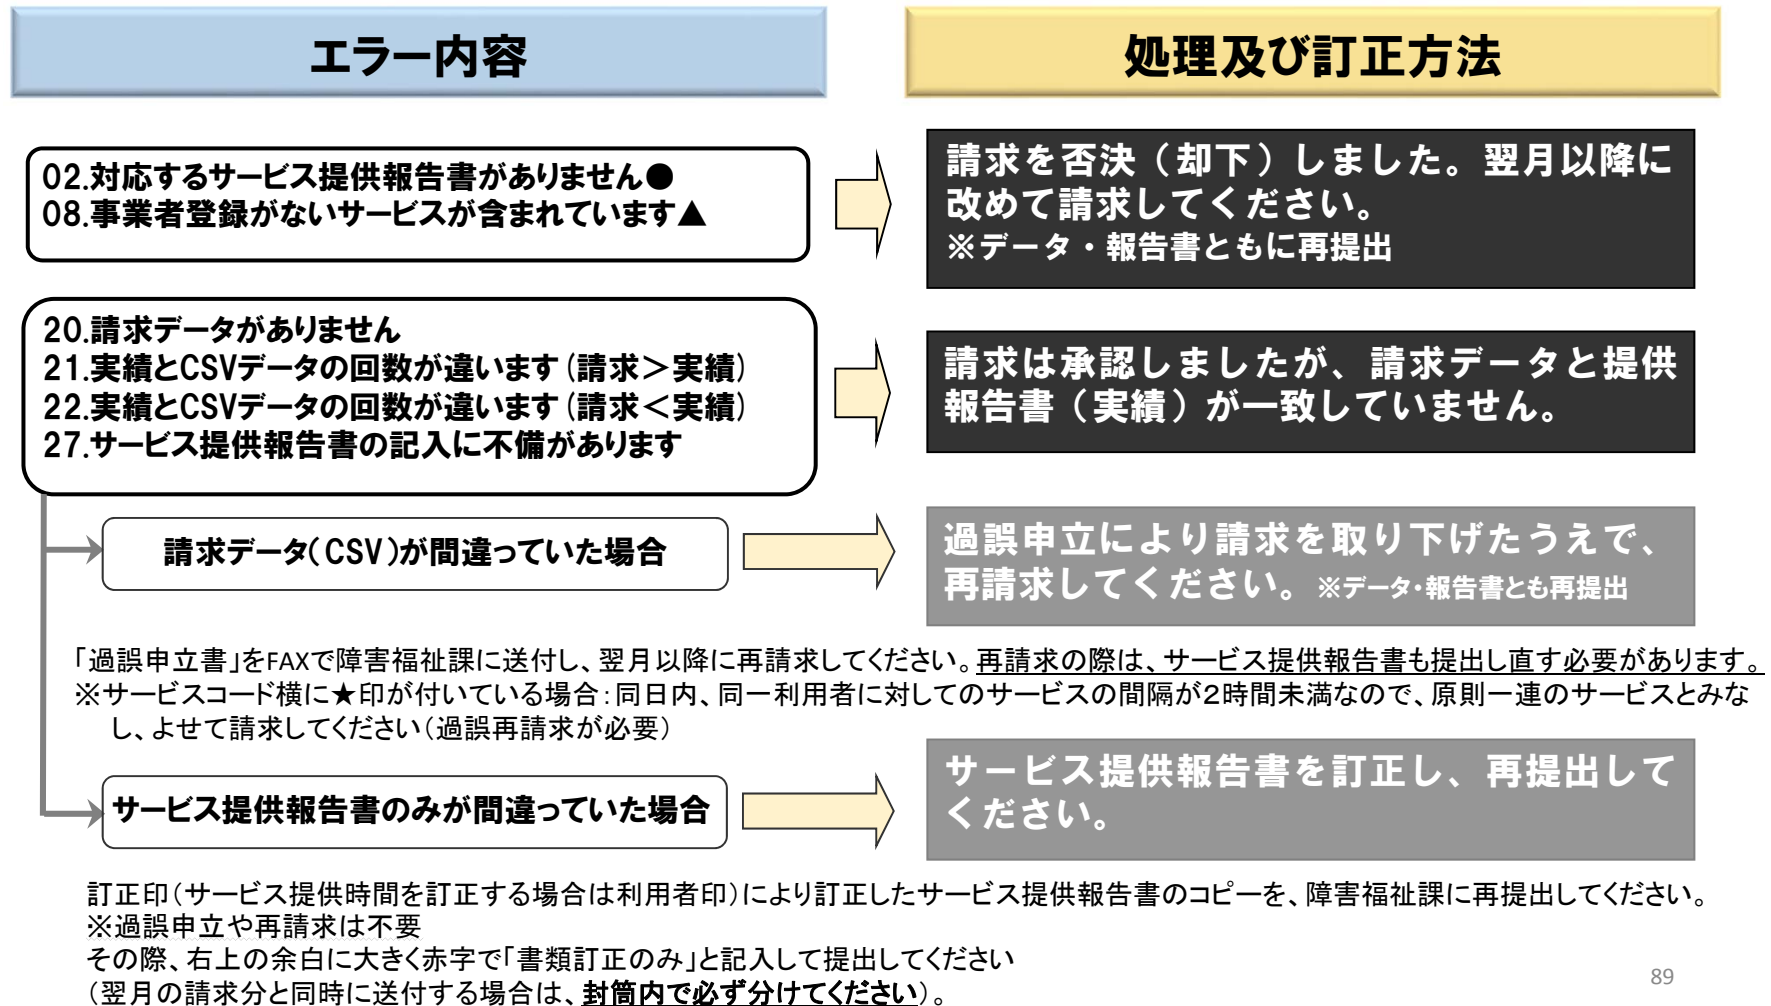 エラー内容
処理及び訂正方法
02.対応するサービス提供報告書がありません●
08.事業者登録がないサービスが含まれています▲
請求を否決（却下）しました。翌月以降に
改めて請求してください。
※データ・報告書ともに再提出
20.請求データがありません
21.実績とCSVデータの回数が違います（請求＞実績）
22.実績とCSVデータの回数が違います（請求＜実績）
27.サービス提供報告書の記入に不備があります
請求は承認しましたが、請求データと提供
報告書（実績）が一致していません。
請求データ（CSV）が間違っていた場合
過誤申立により請求を取り下げたうえで、
再請求してください。※データ・報告書とも再提出
「過誤申立書」をFAXで障害福祉課に送付し、翌月以降に再請求してください。再請求の際は、サービス提供報告書も提出し直す必要があります。
※サービスコード横に★印が付いている場合：同日内、同一利用者に対してのサービスの間隔が2時間未満なので、原則一連のサービスとみな
し、よせて請求してください（過誤再請求が必要）
サービス提供報告書のみが間違っていた場合
サービス提供報告書を訂正し、再提出して
ください。
訂正印（サービス提供時間を訂正する場合は利用者印）により訂正したサービス提供報告書のコピーを、障害福祉課に再提出してください。
※過誤申立や再請求は不要
その際、右上の余白に大きく赤字で「書類訂正のみ」と記入して提出してください
（翌月の請求分と同時に送付する場合は、封筒内で必ず分けてください）。
89